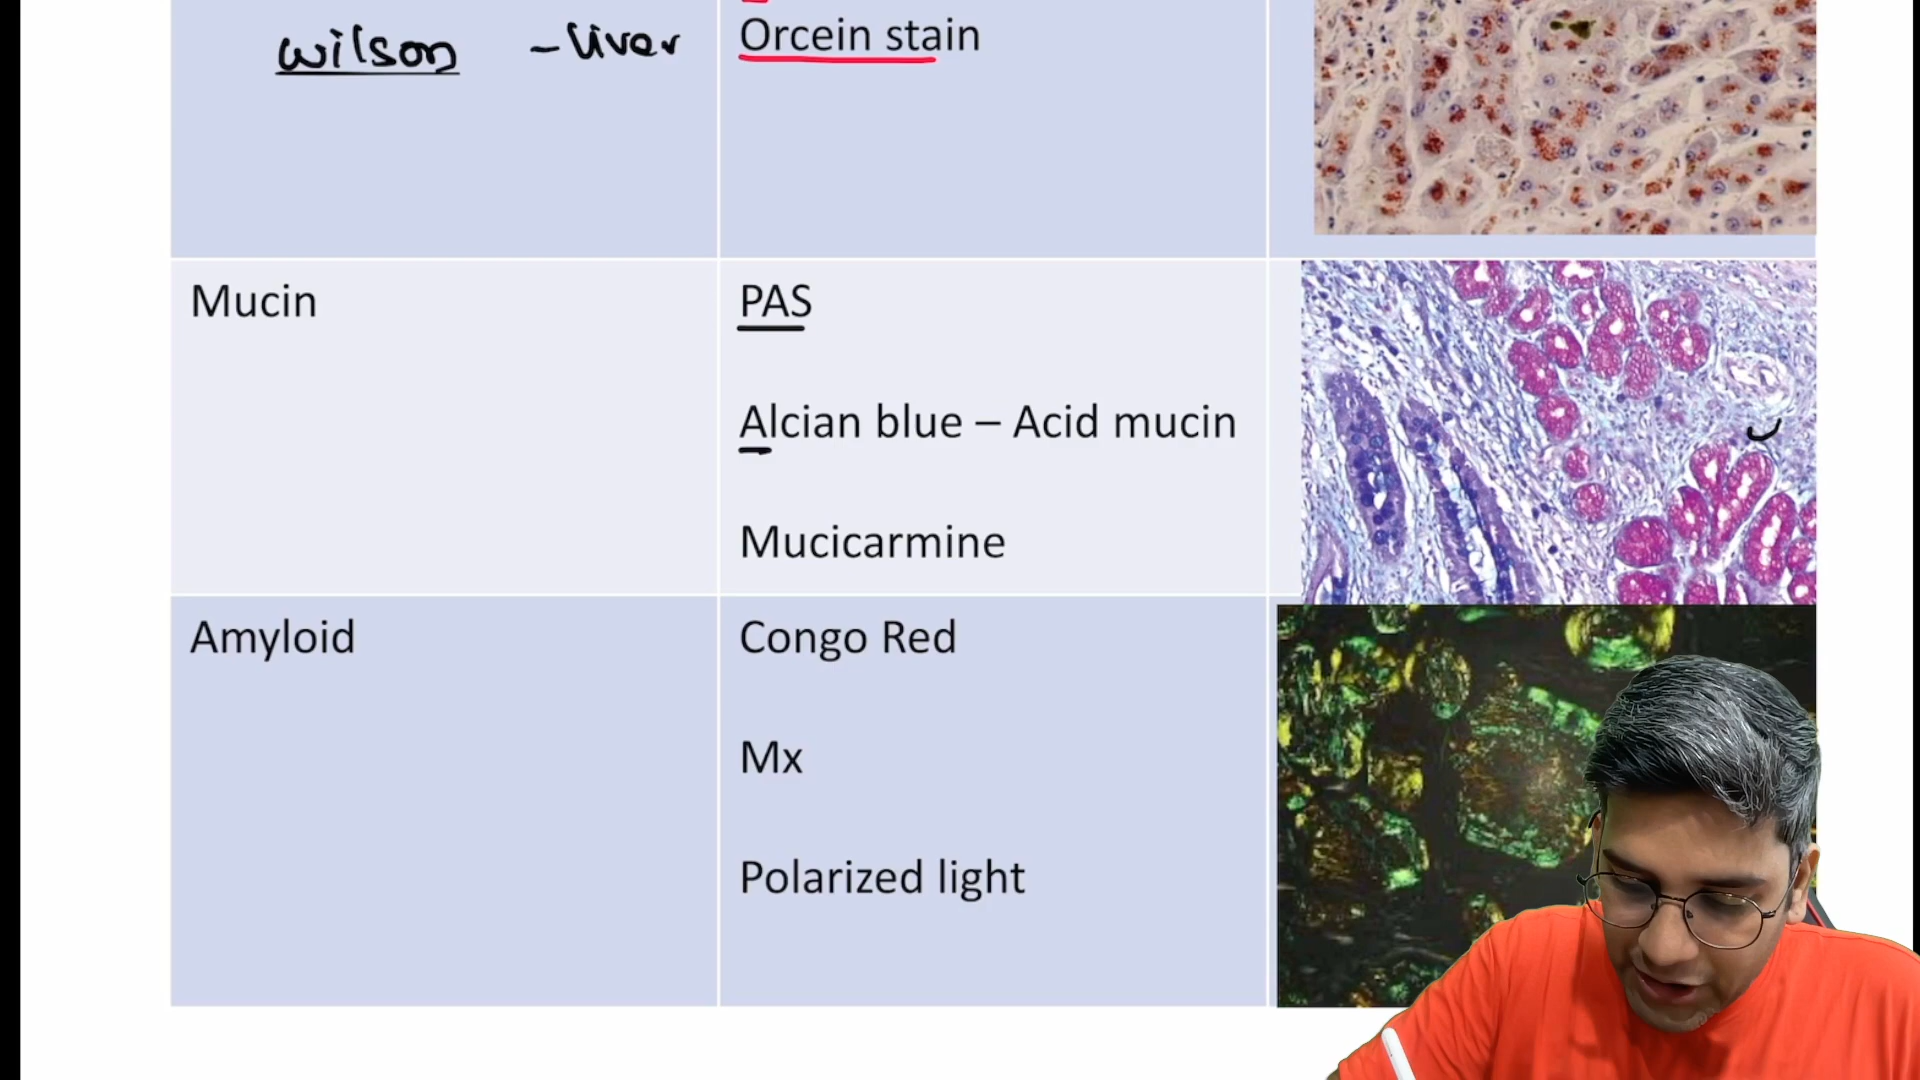 wilson – liver
Orcein stain
Mucin
PAS
Alcian blue – Acid mucin
Mucicarmine
Amyloid
Congo Red
Mx
Polarized light